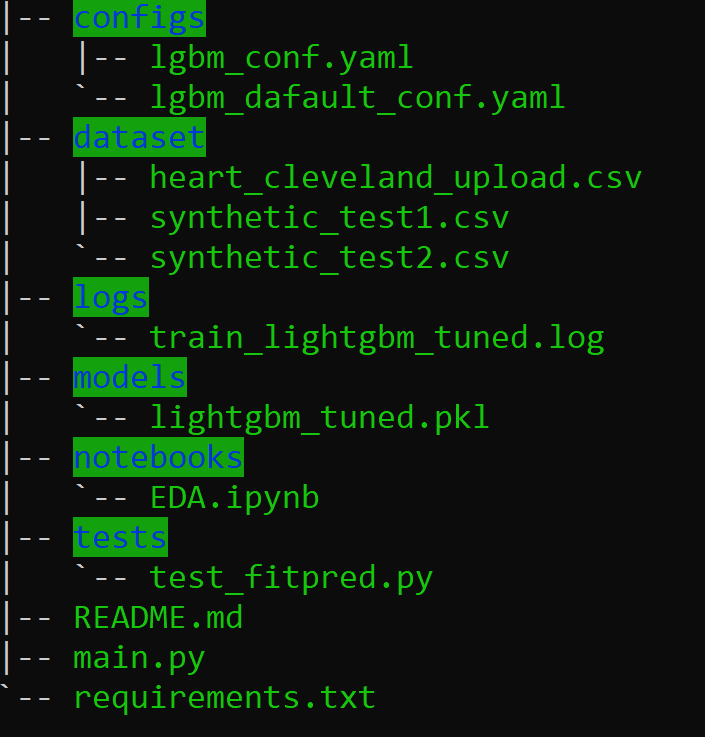 |-- configs
|   |-- lgbm_conf.yaml
|   `-- lgbm_dafault_conf.yaml
|-- dataset
|   |-- heart_cleveland_upload.csv
|   |-- synthetic_test1.csv
|   `-- synthetic_test2.csv
|-- logs
|   `-- train_lightgbm_tuned.log
|-- models
|   `-- lightgbm_tuned.pkl
|-- notebooks
|   `-- EDA.ipynb
|-- tests
|   `-- test_fitpred.py
|-- README.md
|-- main.py
`-- requirements.txt